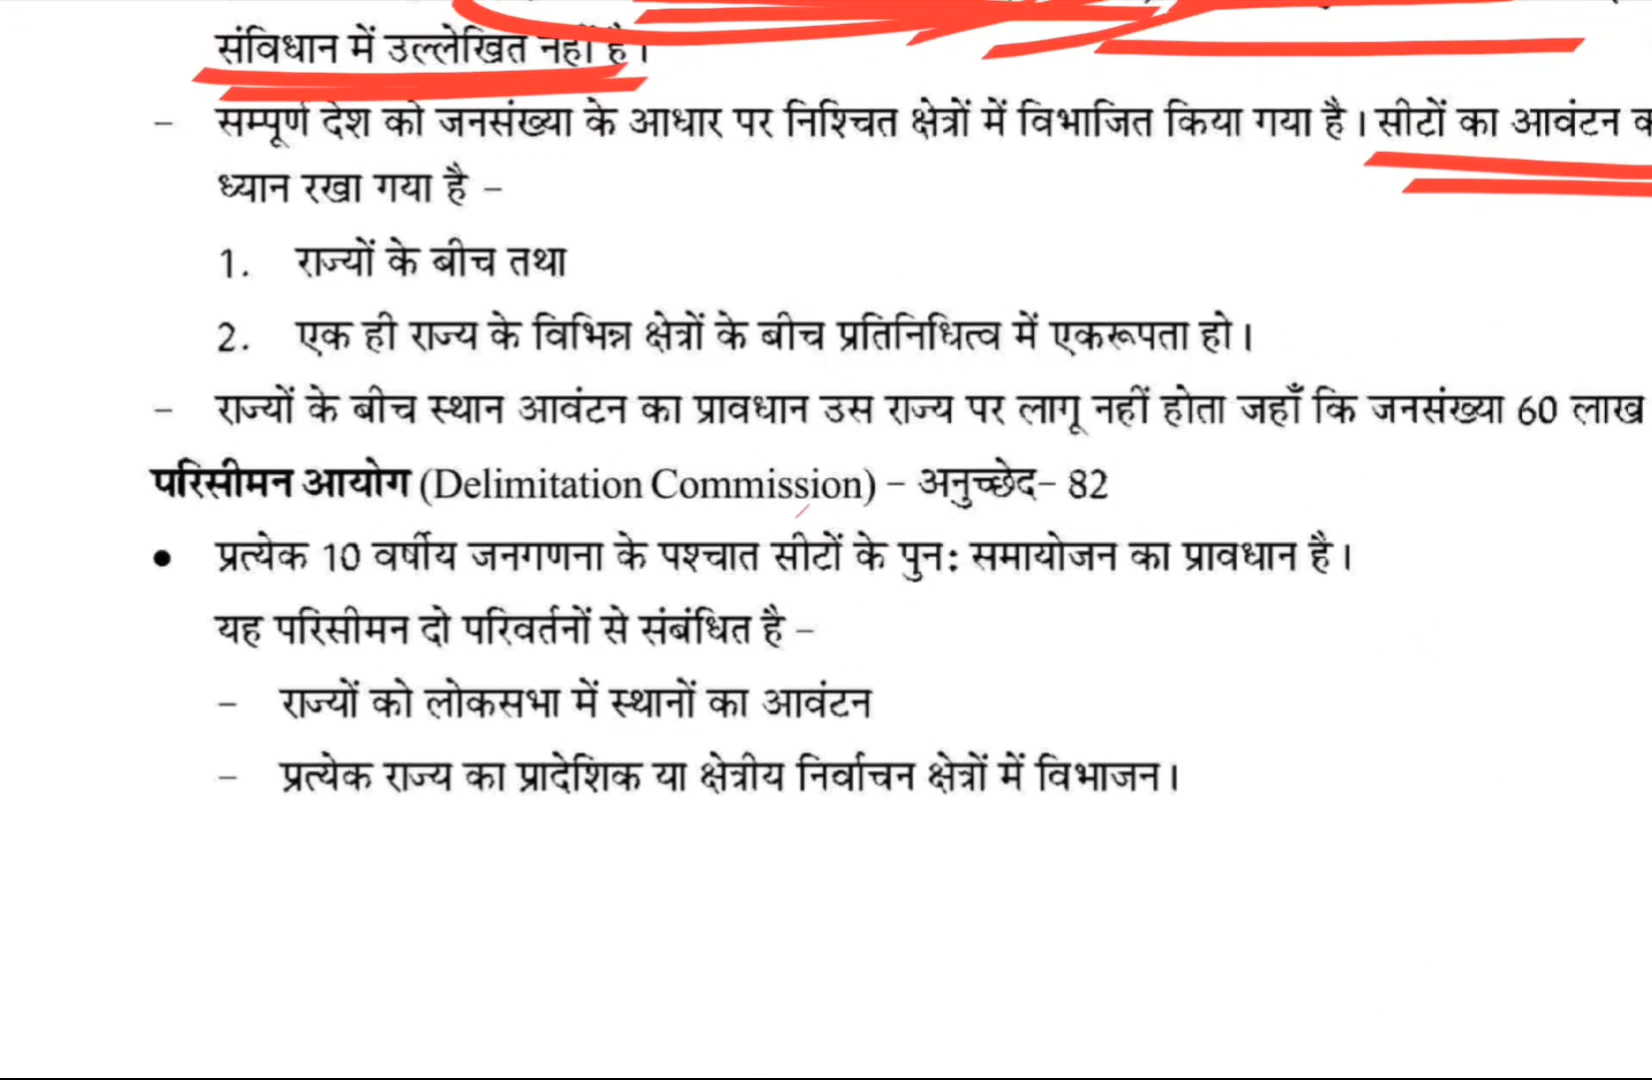 संविधान में उल्लेखित नहीं है।
- सम्पूर्ण देश को जनसंख्या के आधार पर निश्चित क्षेत्रों में विभाजित किया गया है। सीटों का आवंटन
ध्यान रखा गया है –
1. राज्यों के बीच तथा
2. एक ही राज्य के विभिन्न क्षेत्रों के बीच प्रतिनिधित्व में एकरूपता हो।
- राज्यों के बीच स्थान आवंटन का प्रावधान उस राज्य पर लागू नहीं होता जहाँ कि जनसंख्या 60 लाख
परिसीमन आयोग (Delimitation Commission) – अनुच्छेद– 82
● प्रत्येक 10 वर्षीय जनगणना के पश्चात सीटों के पुन: समायोजन का प्रावधान है।
यह परिसीमन दो परिवर्तनों से संबंधित है –
- राज्यों को लोकसभा में स्थानों का आवंटन
- प्रत्येक राज्य का प्रादेशिक या क्षेत्रीय निर्वाचन क्षेत्रों में विभाजन।